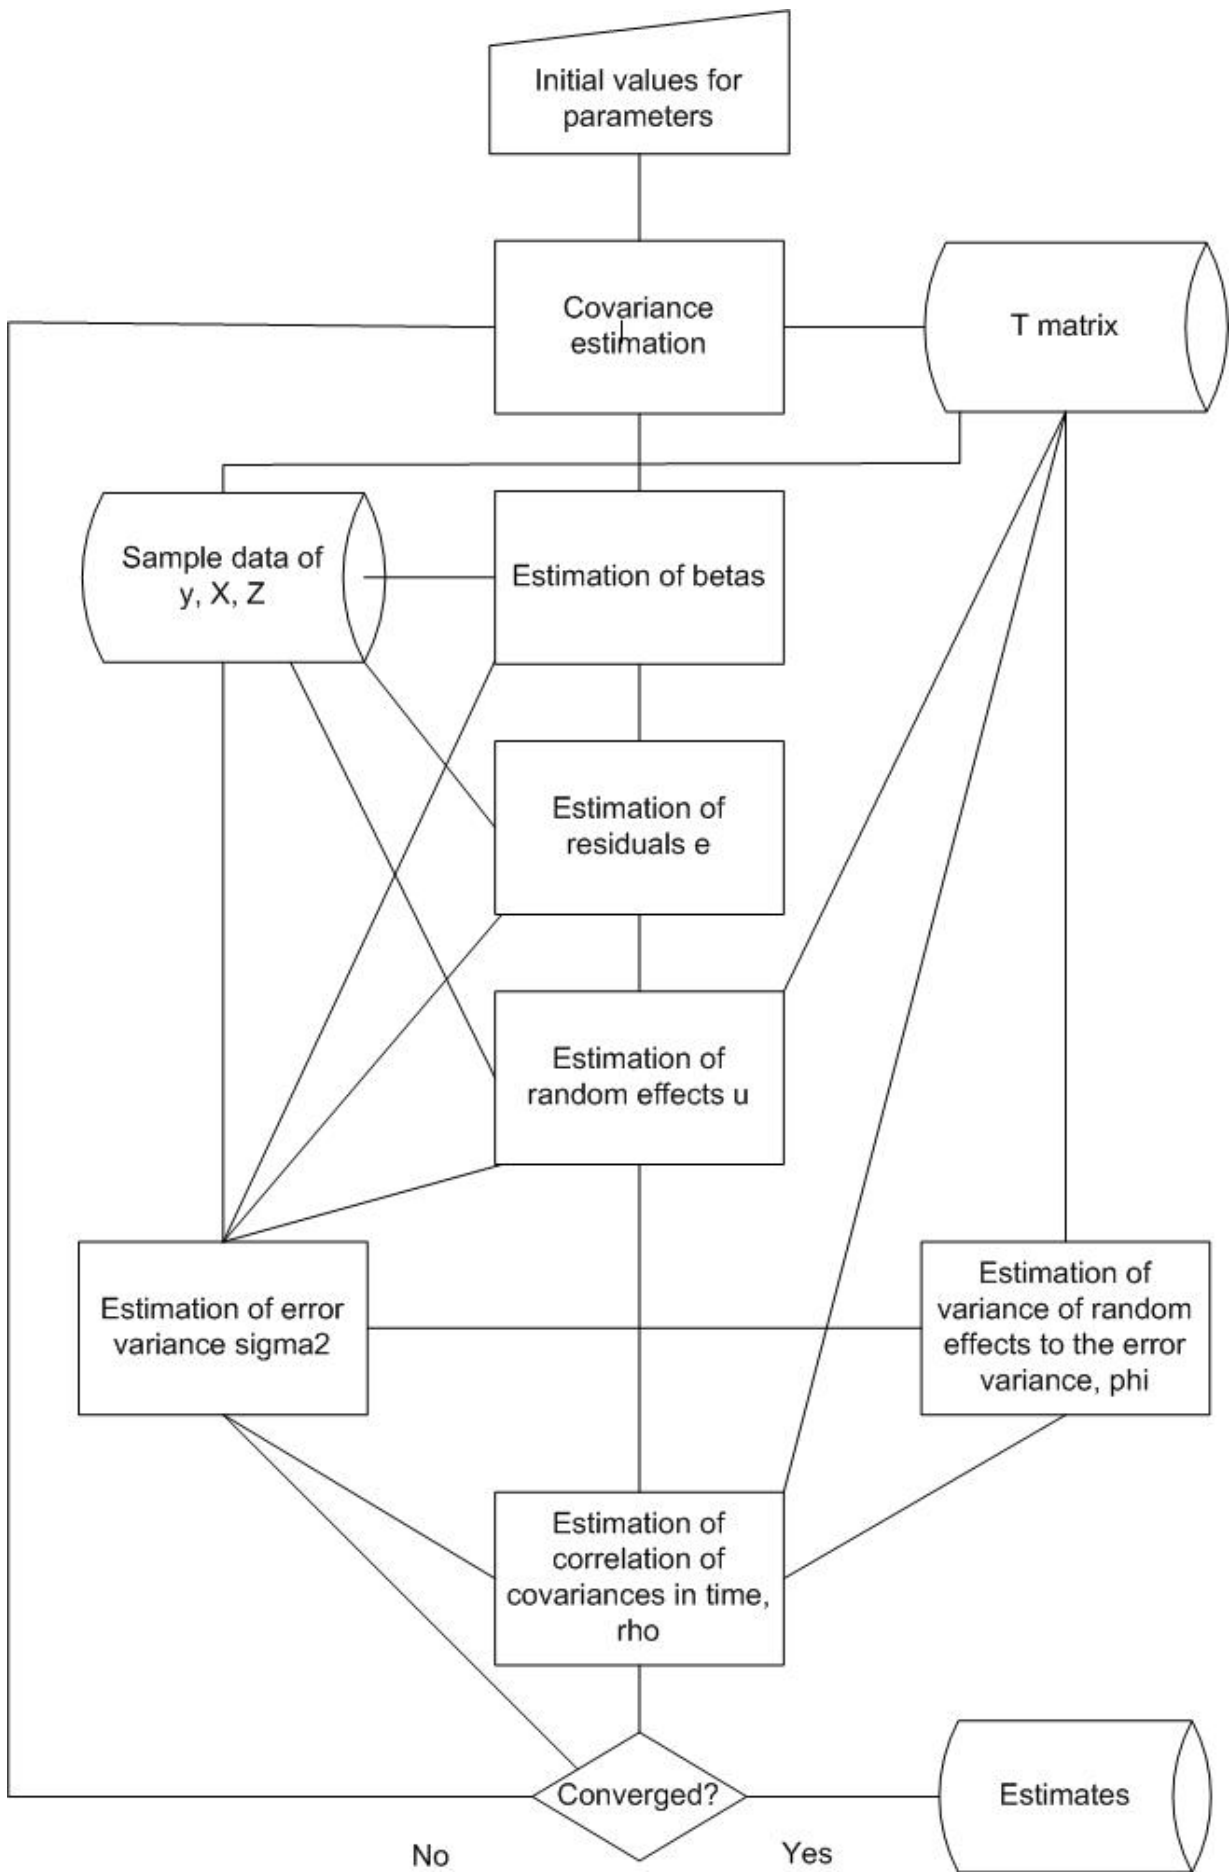 Initial values for
parameters
Covariance
estimation
T matrix
Sample data of
y, X, Z
Estimation of betas
Estimation of
residuals e
Estimation of
random effects u
Estimation of error
variance sigma2
Estimation of
variance of random
effects to the error
variance, phi
Estimation of
correlation of
covariances in time,
rho
Converged?
Estimates
No
Yes